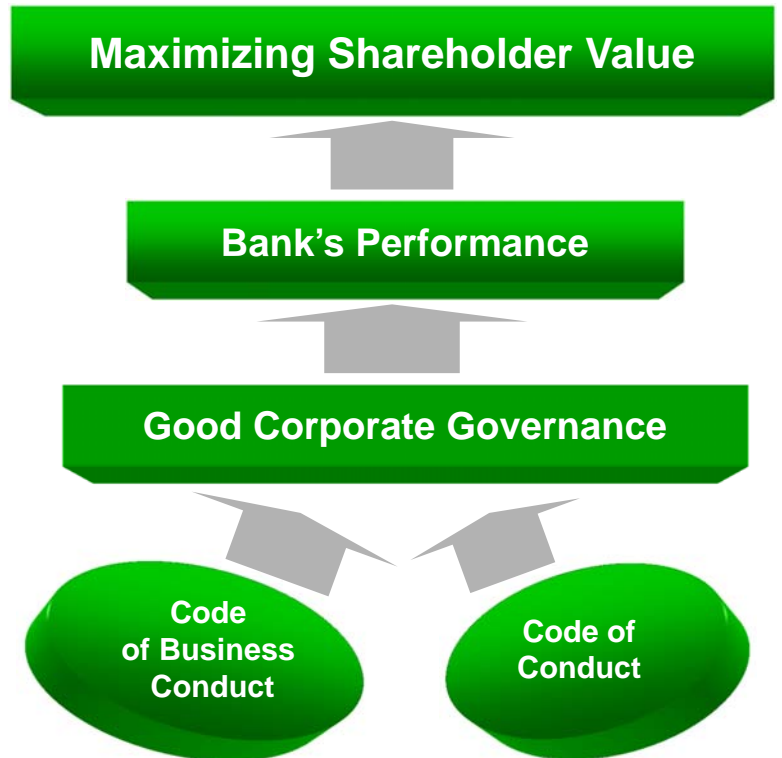 Maximizing Shareholder Value
Bank’s Performance
Good Corporate Governance
Code
of Business
Conduct
Code of
Conduct